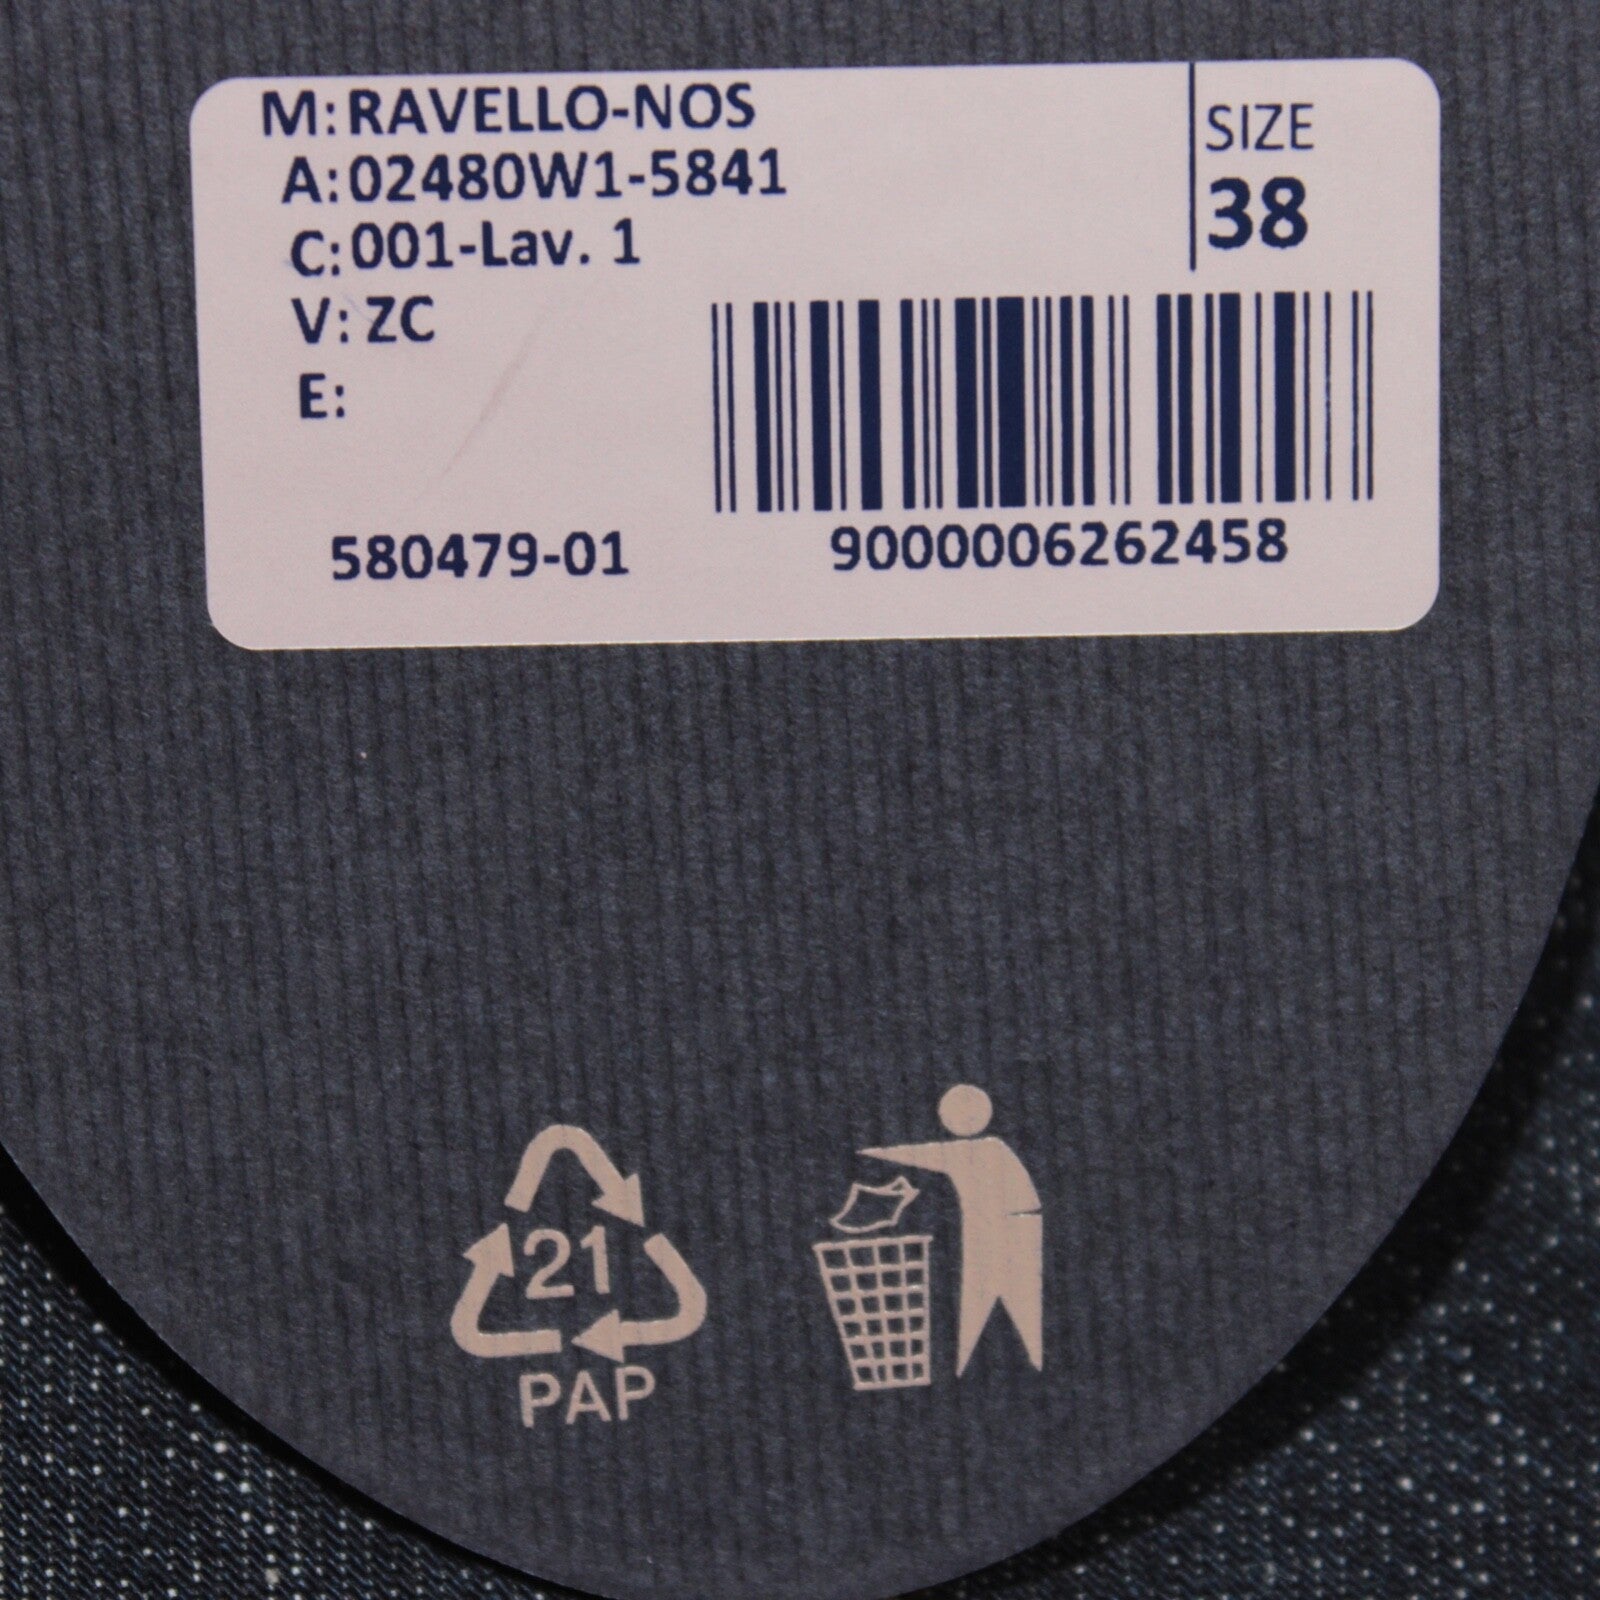 M: RAVELLO-NOS
A: 02480W1-5841
C: 001-Lav. 1
V: ZC
E:
SIZE
38
580479-01
9000006262458
21
PAP